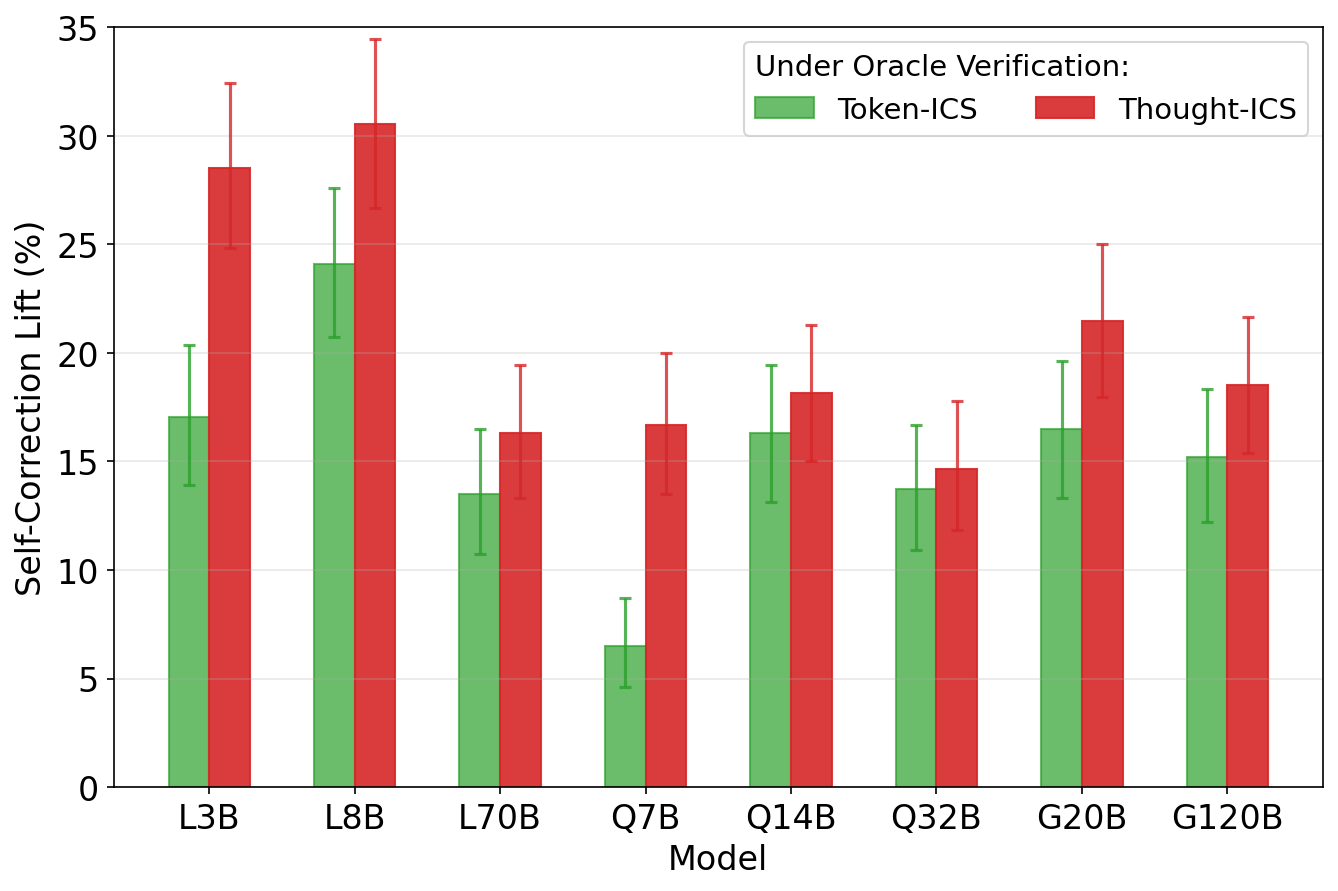 35
30
25
20
15
10
5
0
Self-Correction Lift (%)
Under Oracle Verification:
Token-ICS Thought-ICS
L3B L8B L70B Q7B Q14B Q32B G20B G120B
Model